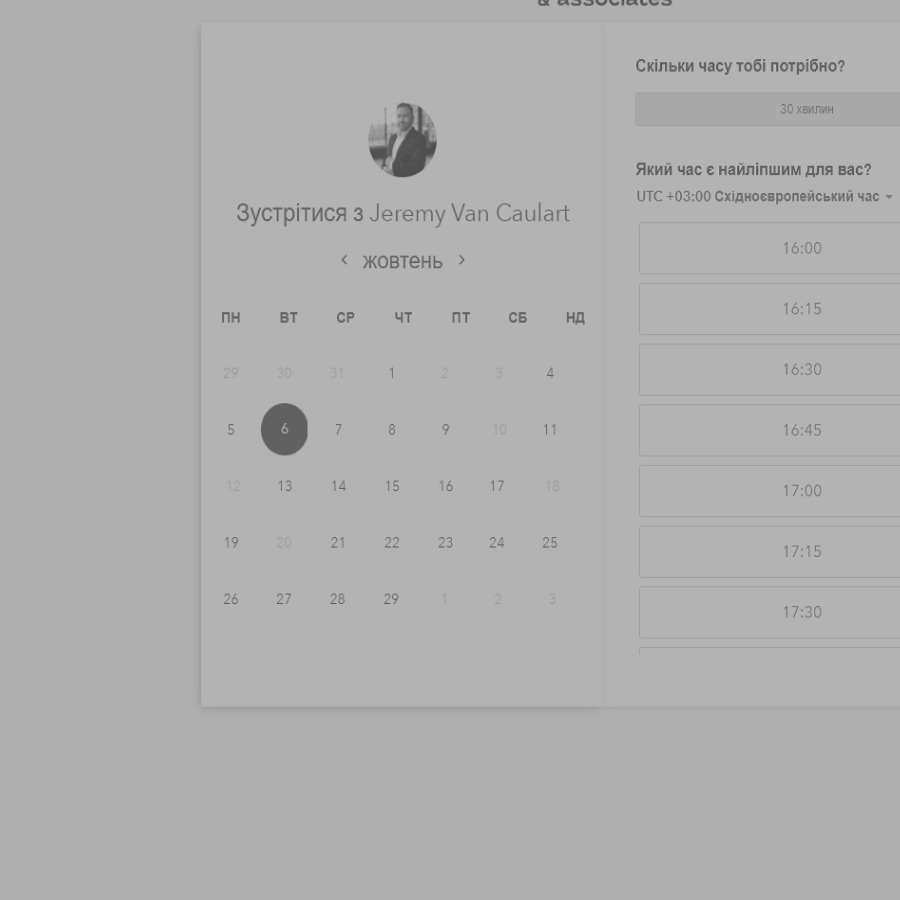 & associates
Зустрітися з Jeremy Van Caulart
‹ жовтень ›
ПН ВТ СР ЧТ ПТ СБ НД
29 30 31 1 2 3 4
5 6 7 8 9 10 11
12 13 14 15 16 17 18
19 20 21 22 23 24 25
26 27 28 29 1 2 3
Скільки часу тобі потрібно?
30 хвилин
Який час є найліпшим для вас?
UTC +03:00 Східноєвропейський час
16:00
16:15
16:30
16:45
17:00
17:15
17:30